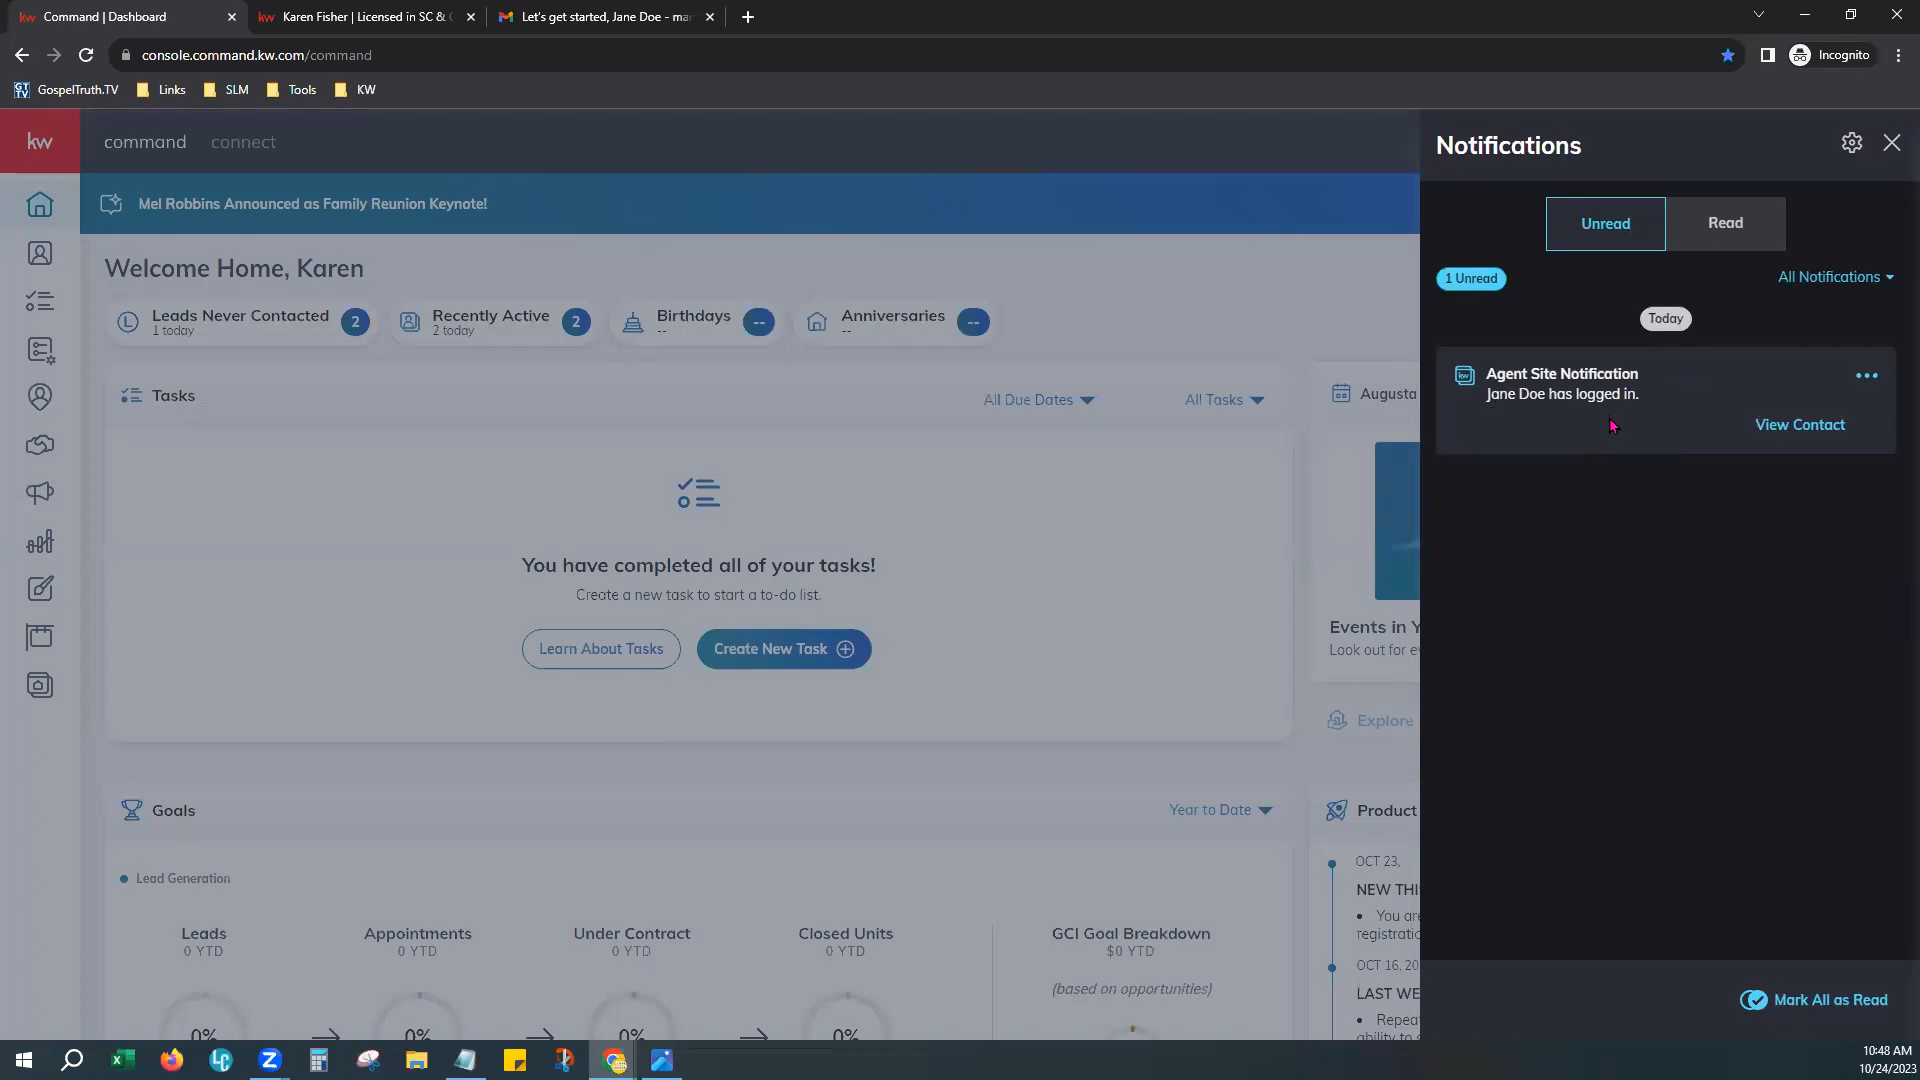 Command | Dashboard
Karen Fisher | Licensed in SC &
Let's get started, Jane Doe - mar
console.command.kw.com/command
Incognito
GospelTruth.TV
Links
SLM
Tools
KW
kw
command
connect
Notifications
Mel Robbins Announced as Family Reunion Keynote!
Unread
Read
1 Unread
All Notifications
Today
Agent Site Notification
Jane Doe has logged in.
View Contact
Welcome Home, Karen
Leads Never Contacted
1 today
2
Recently Active
2 today
2
Birthdays
--
--
Anniversaries
--
--
Tasks
All Due Dates
All Tasks
You have completed all of your tasks!
Create a new task to start a to-do list.
Learn About Tasks
Create New Task
Augusta
Events in Y
Look out for ev
Explore
Goals
Year to Date
Lead Generation
Leads
0 YTD
0%
Appointments
0 YTD
0%
Under Contract
0 YTD
0%
Closed Units
0 YTD
0%
GCI Goal Breakdown
$0 YTD
(based on opportunities)
Product
OCT 23,
NEW THI
• You are
registratic
OCT 16, 20
LAST WE
• Repea
ability to s
Mark All as Read
10:48 AM
10/24/2023